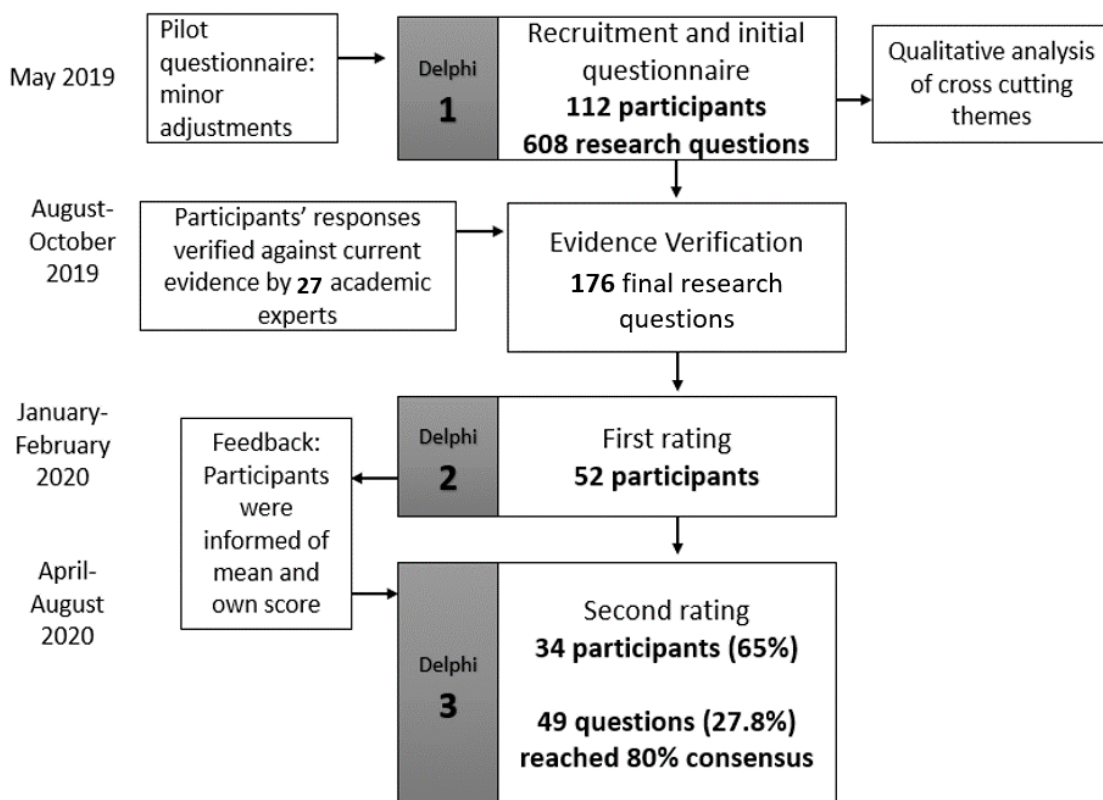 May 2019
Pilot
questionnaire:
minor
adjustments
Delphi
1
Recruitment and initial
questionnaire
112 participants
608 research questions
Qualitative analysis
of cross cutting
themes
August-
October
2019
Participants’ responses
verified against current
evidence by 27 academic
experts
Evidence Verification
176 final research
questions
January-
February
2020
Feedback:
Participants
were
informed of
mean and
own score
Delphi
2
First rating
52 participants
April-
August
2020
Delphi
3
Second rating
34 participants (65%)
49 questions (27.8%)
reached 80% consensus